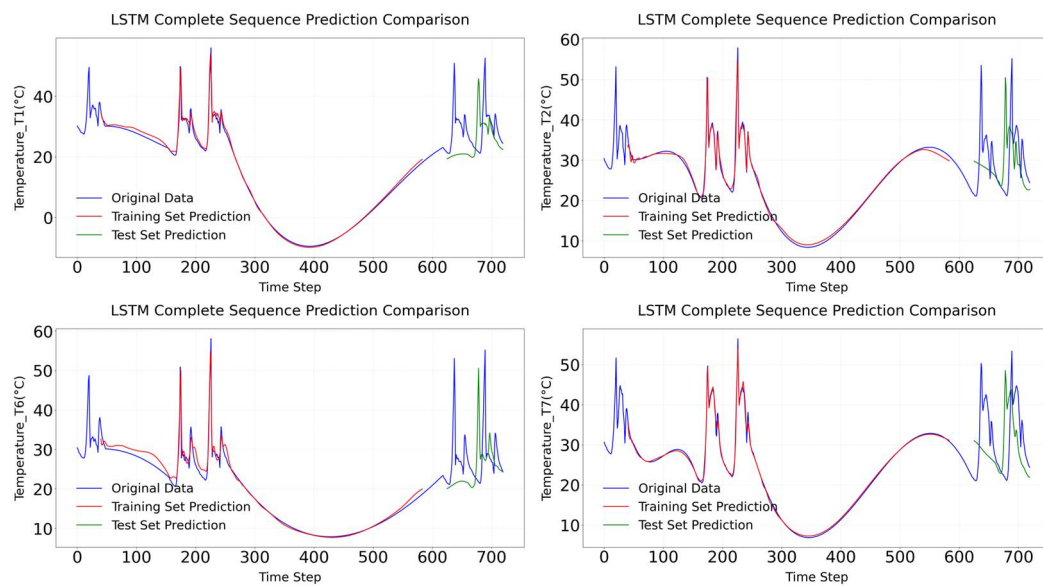 LSTM Complete Sequence Prediction Comparison
Temperature_T1(°C)
40
20
0
Original Data
Training Set Prediction
Test Set Prediction
0 100 200 300 400 500 600 700
Time Step
LSTM Complete Sequence Prediction Comparison
Temperature_T2(°C)
60
50
40
30
20
10
Original Data
Training Set Prediction
Test Set Prediction
0 100 200 300 400 500 600 700
Time Step
LSTM Complete Sequence Prediction Comparison
Temperature_T6(°C)
60
50
40
30
20
10
Original Data
Training Set Prediction
Test Set Prediction
0 100 200 300 400 500 600 700
Time Step
LSTM Complete Sequence Prediction Comparison
Temperature_T7(°C)
50
40
30
20
10
Original Data
Training Set Prediction
Test Set Prediction
0 100 200 300 400 500 600 700
Time Step